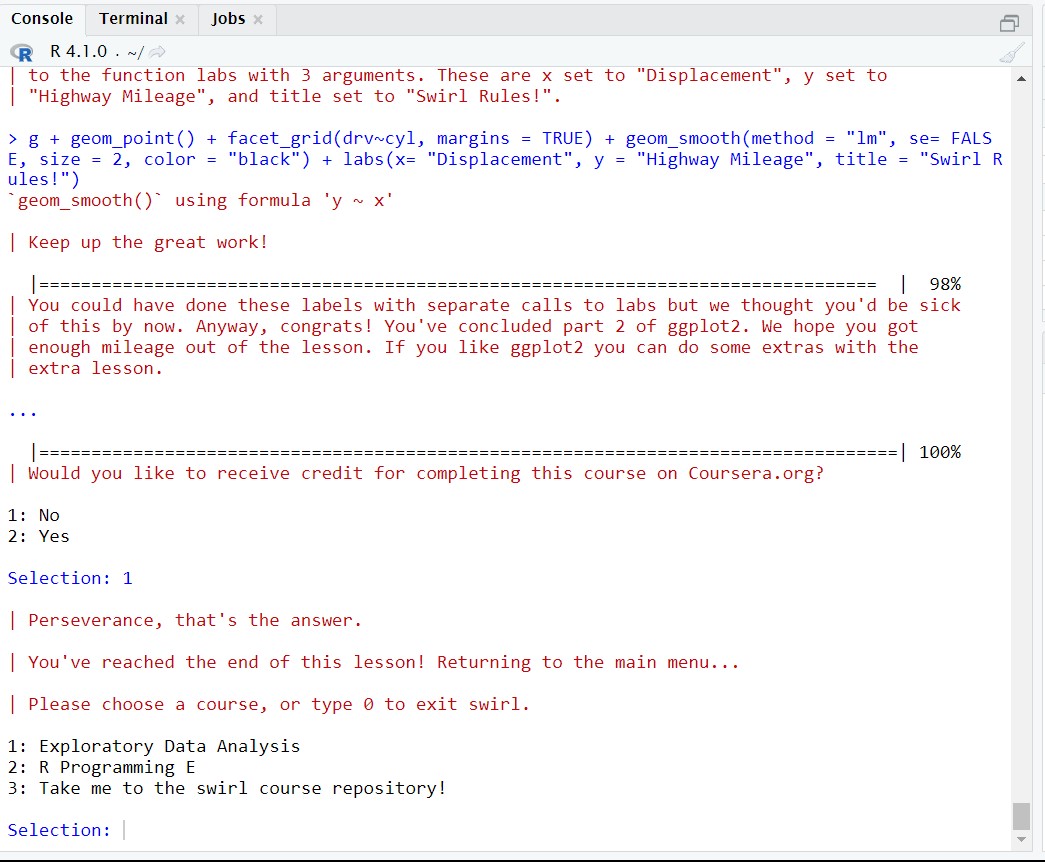 Console Terminal × Jobs ×
R R 4.1.0 . ~/
| to the function labs with 3 arguments. These are x set to "Displacement", y set to
| "Highway Mileage", and title set to "Swirl Rules!".
> g + geom_point() + facet_grid(drv~cyl, margins = TRUE) + geom_smooth(method = "lm", se= FALS
E, size = 2, color = "black") + labs(x= "Displacement", y = "Highway Mileage", title = "Swirl R
ules!")
`geom_smooth()` using formula 'y ~ x'
| Keep up the great work!
|================================================================================  |  98%
| You could have done these labels with separate calls to labs but we thought you'd be sick
| of this by now. Anyway, congrats! You've concluded part 2 of ggplot2. We hope you got
| enough mileage out of the lesson. If you like ggplot2 you can do some extras with the
| extra lesson.
...
|==================================================================================| 100%
| Would you like to receive credit for completing this course on Coursera.org?
1: No
2: Yes
Selection: 1
| Perseverance, that's the answer.
| You've reached the end of this lesson! Returning to the main menu...
| Please choose a course, or type 0 to exit swirl.
1: Exploratory Data Analysis
2: R Programming E
3: Take me to the swirl course repository!
Selection: